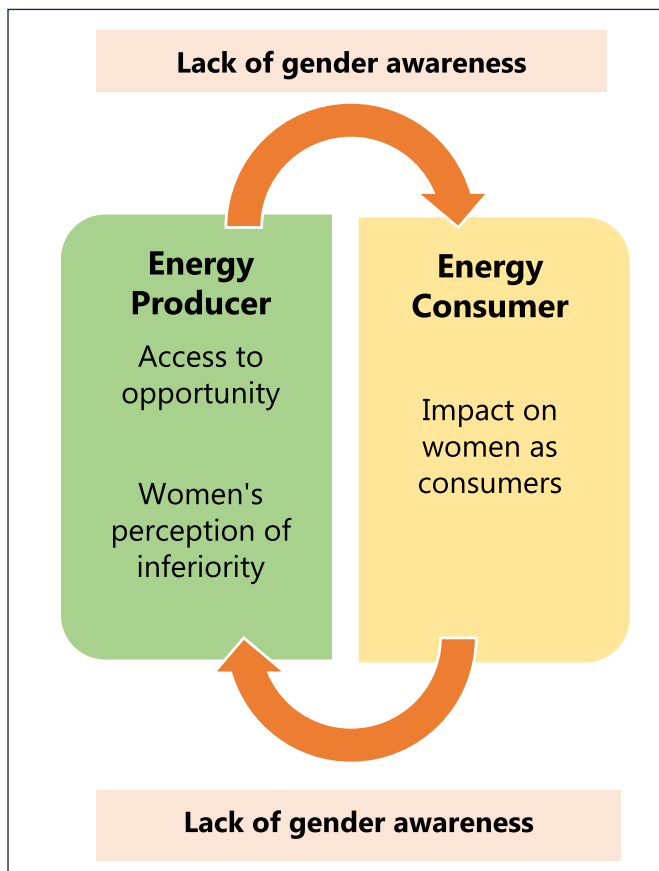 Lack of gender awareness
Energy
Producer
Access to
opportunity
Women's
perception of
inferiority
Energy
Consumer
Impact on
women as
consumers
Lack of gender awareness